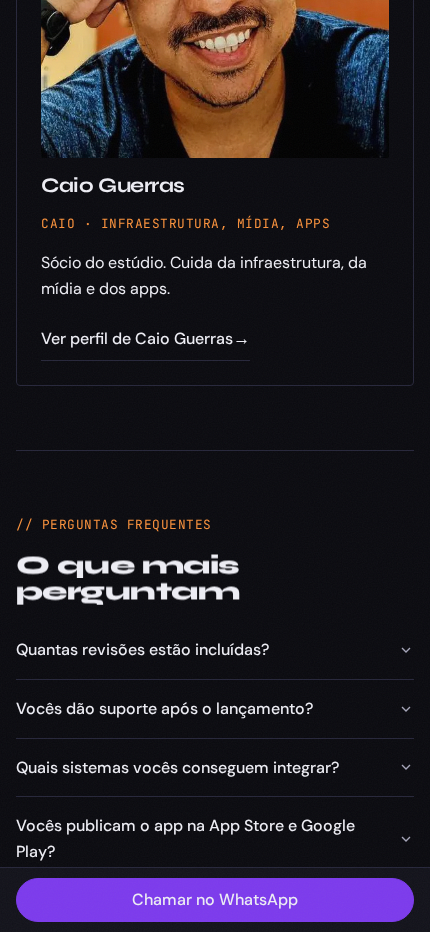 Caio Guerras
CAIO · INFRAESTRUTURA, MÍDIA, APPS
Sócio do estúdio. Cuida da infraestrutura, da
mídia e dos apps.
Ver perfil de Caio Guerras→
// PERGUNTAS FREQUENTES
O que mais
perguntam
Quantas revisões estão incluídas?
Vocês dão suporte após o lançamento?
Quais sistemas vocês conseguem integrar?
Vocês publicam o app na App Store e Google
Play?
Chamar no WhatsApp